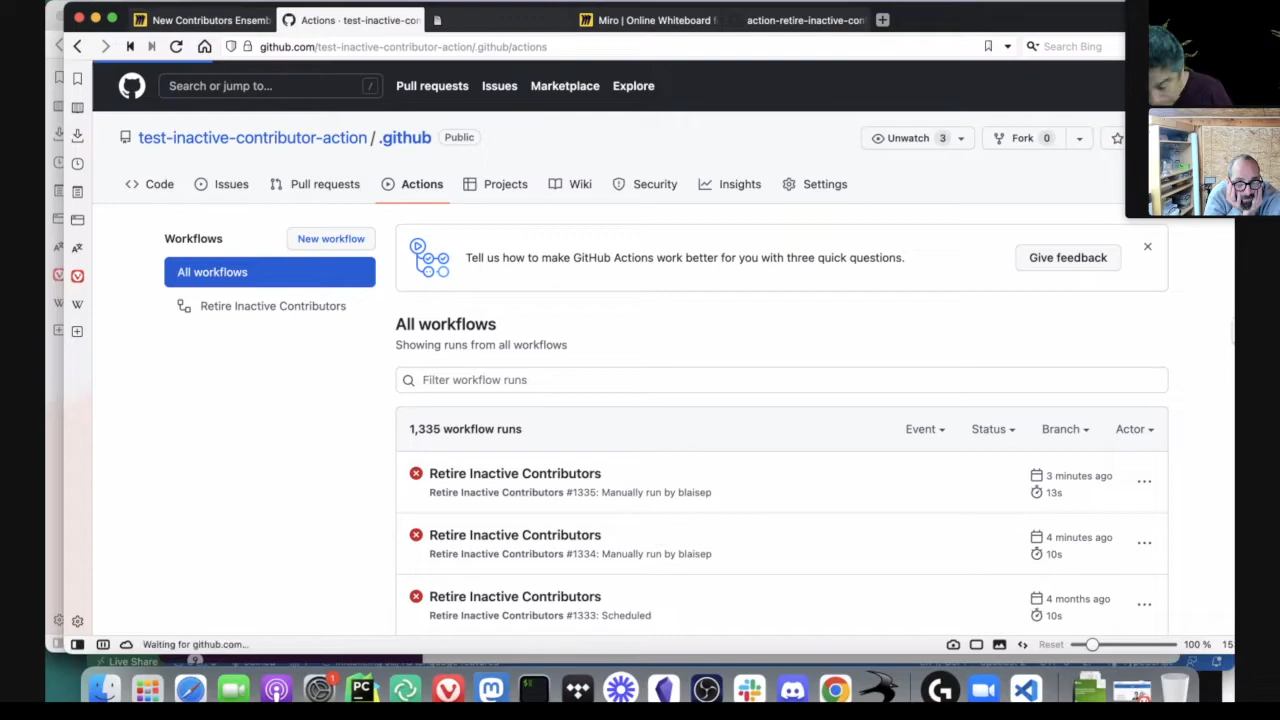 New Contributors Ensemb
Actions · test-inactive-con
Miro | Online Whiteboard f
action-retire-inactive-con
github.com/test-inactive-contributor-action/.github/actions
Search Bing
Search or jump to...
/
Pull requests
Issues
Marketplace
Explore
test-inactive-contributor-action / .github
Public
Unwatch 3
Fork 0
Code
Issues
Pull requests
Actions
Projects
Wiki
Security
Insights
Settings
Workflows
New workflow
All workflows
Retire Inactive Contributors
Tell us how to make GitHub Actions work better for you with three quick questions.
Give feedback
All workflows
Showing runs from all workflows
Filter workflow runs
1,335 workflow runs
Event
Status
Branch
Actor
Retire Inactive Contributors
Retire Inactive Contributors #1335: Manually run by blaisep
3 minutes ago
13s
Retire Inactive Contributors
Retire Inactive Contributors #1334: Manually run by blaisep
4 minutes ago
10s
Retire Inactive Contributors
Retire Inactive Contributors #1333: Scheduled
4 months ago
10s
Waiting for github.com...
Reset
100 %
15
Live Share
PC
1